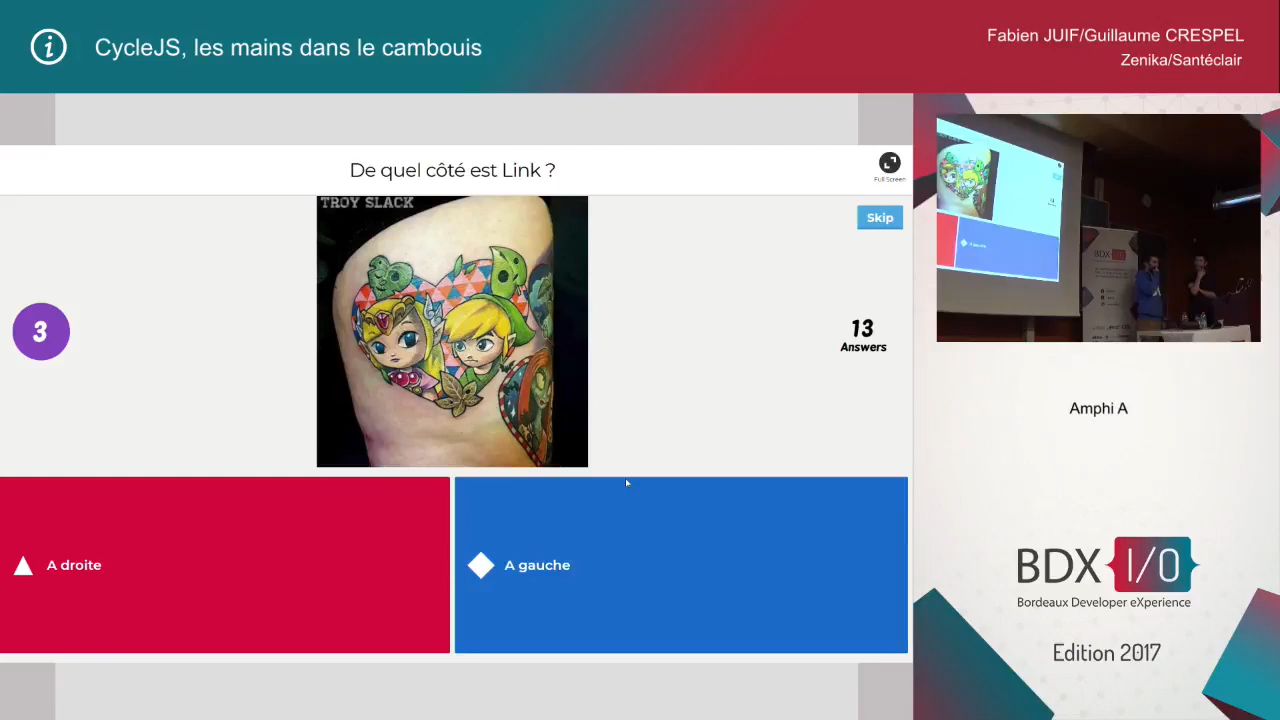 CycleJS, les mains dans le cambouis
Fabien JUIF/Guillaume CRESPEL
Zenika/Santéclair
De quel côté est Link ?
Full Screen
TROY SLACK
Skip
3
13
Answers
A droite
A gauche
Amphi A
BDX I/O
Bordeaux Developer eXperience
Edition 2017